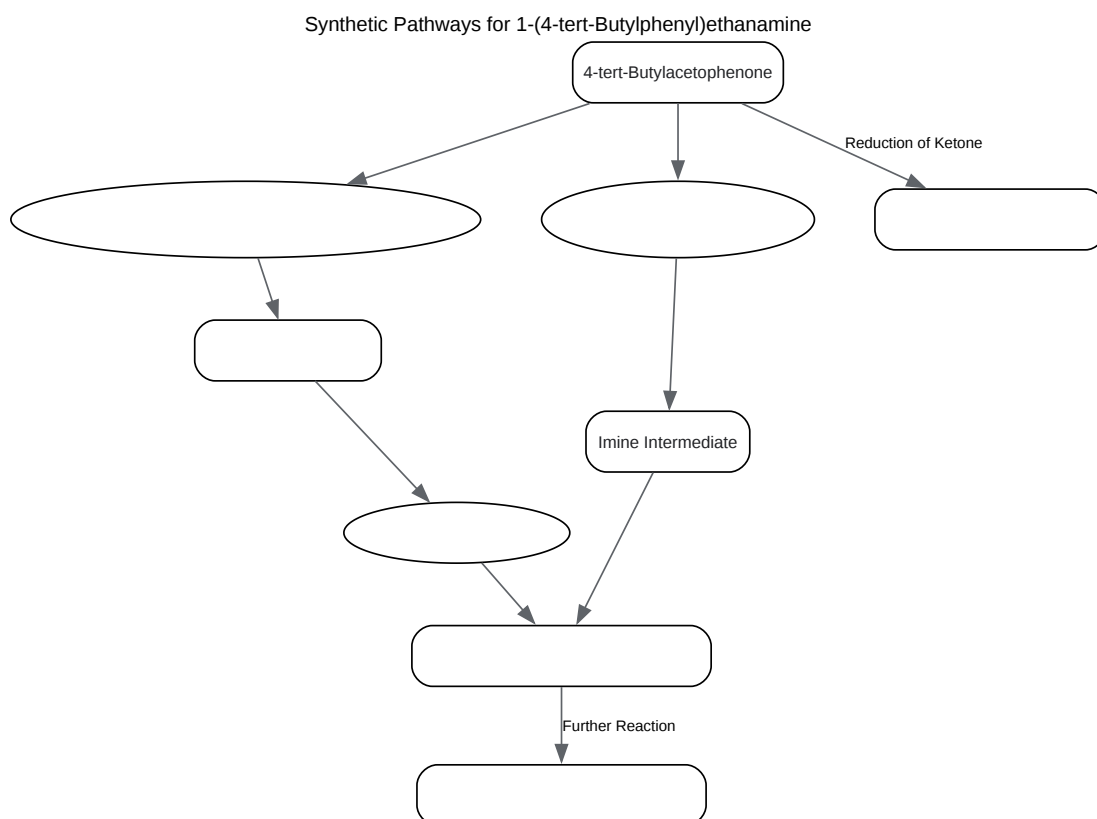 Synthetic Pathways for 1-(4-tert-Butylphenyl)ethanamine
4-tert-Butylacetophenone
Reduction of Ketone
Imine Intermediate
Further Reaction